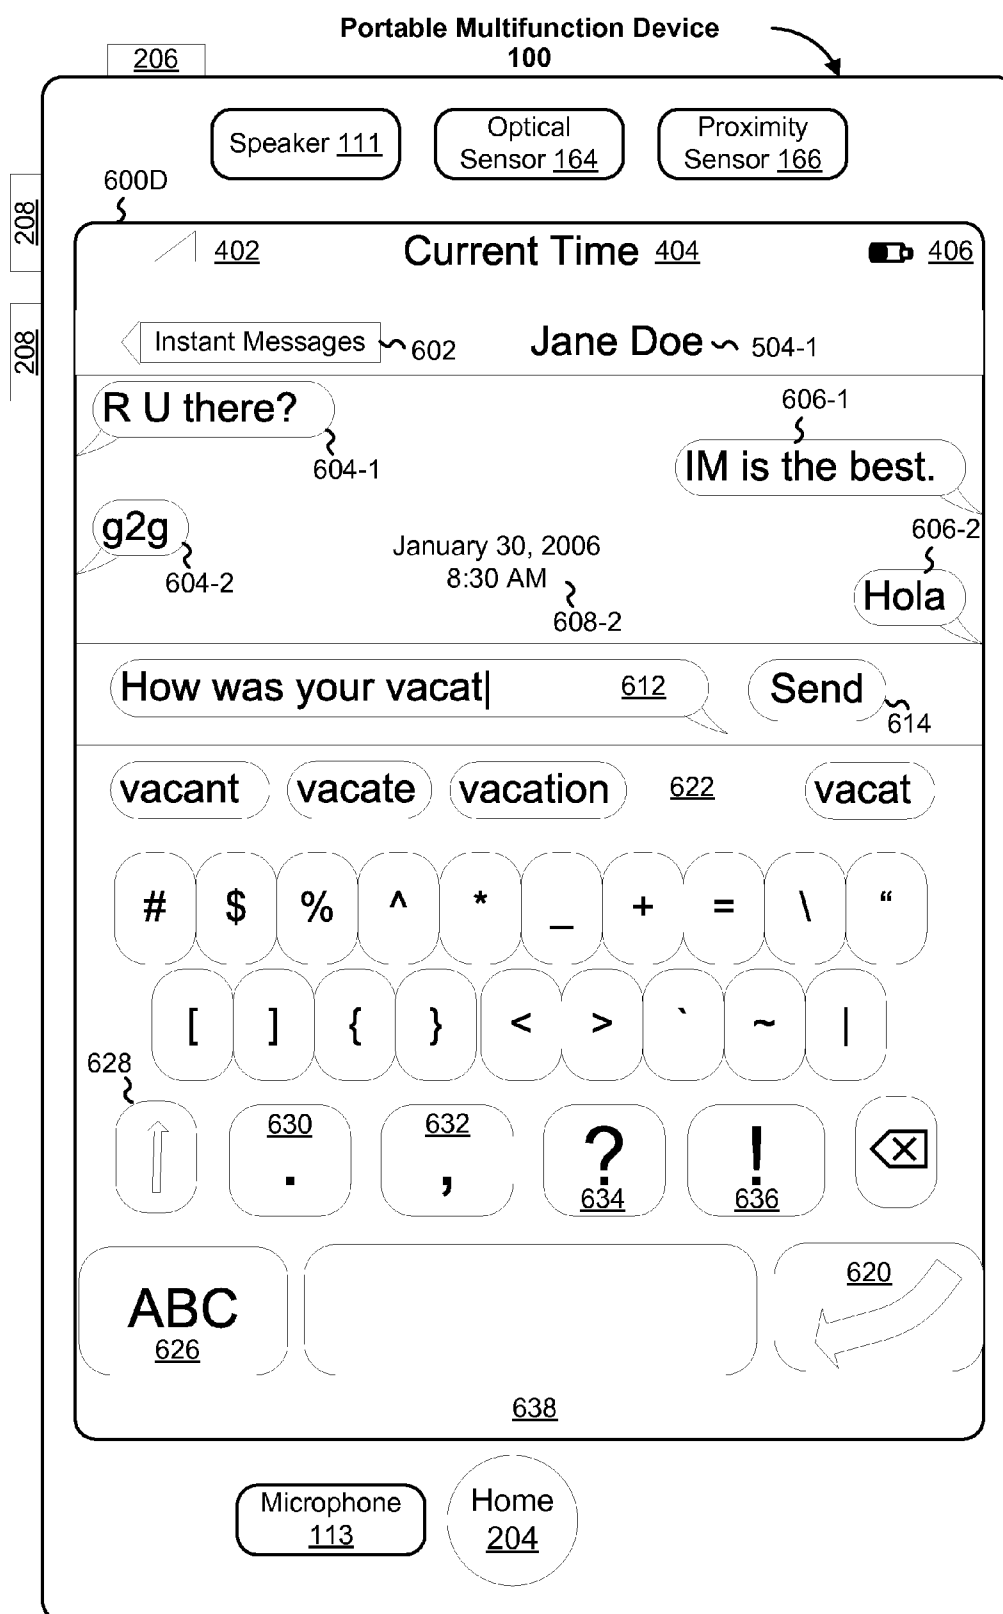 Portable Multifunction Device
100
206
Speaker 111
Optical
Sensor 164
Proximity
Sensor 166
600D
208
402
Current Time 404
406
208
Instant Messages
602
Jane Doe
504-1
R U there?
606-1
604-1
IM is the best.
g2g
606-2
January 30, 2006
8:30 AM
604-2
Hola
608-2
How was your vacat
612
Send
614
vacant
vacate
vacation
622
vacat
# $ % ^ * _ + = \ “
[ ] { } < > ` ~ |
628
630
.
632
,
?
634
!
636
ABC
626
620
638
Microphone
113
Home
204